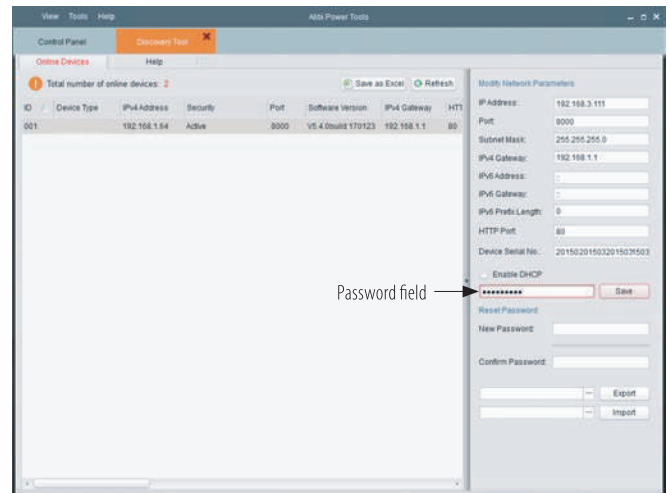 View Tools Help Alibi Power Tools
Control Panel Discovery Tool
Online Devices Help
Total number of online devices: 2 Save as Excel Refresh
ID Device Type IPv4 Address Security Port Software Version IPv4 Gateway HTT
001 192.168.1.64 Active 8000 V5.4.0build 170123 192.168.1.1 80
Modify Network Parameters
IP Address: 192.168.3.111
Port: 8000
Subnet Mask: 255.255.255.0
IPv4 Gateway: 192.168.1.1
IPv6 Address: ::
IPv6 Gateway: ::
IPv6 Prefix Length: 0
HTTP Port: 80
Device Serial No.:
Enable DHCP
Password field ●●●●●●●●● Save
Reset Password
New Password:
Confirm Password:
Export
Import